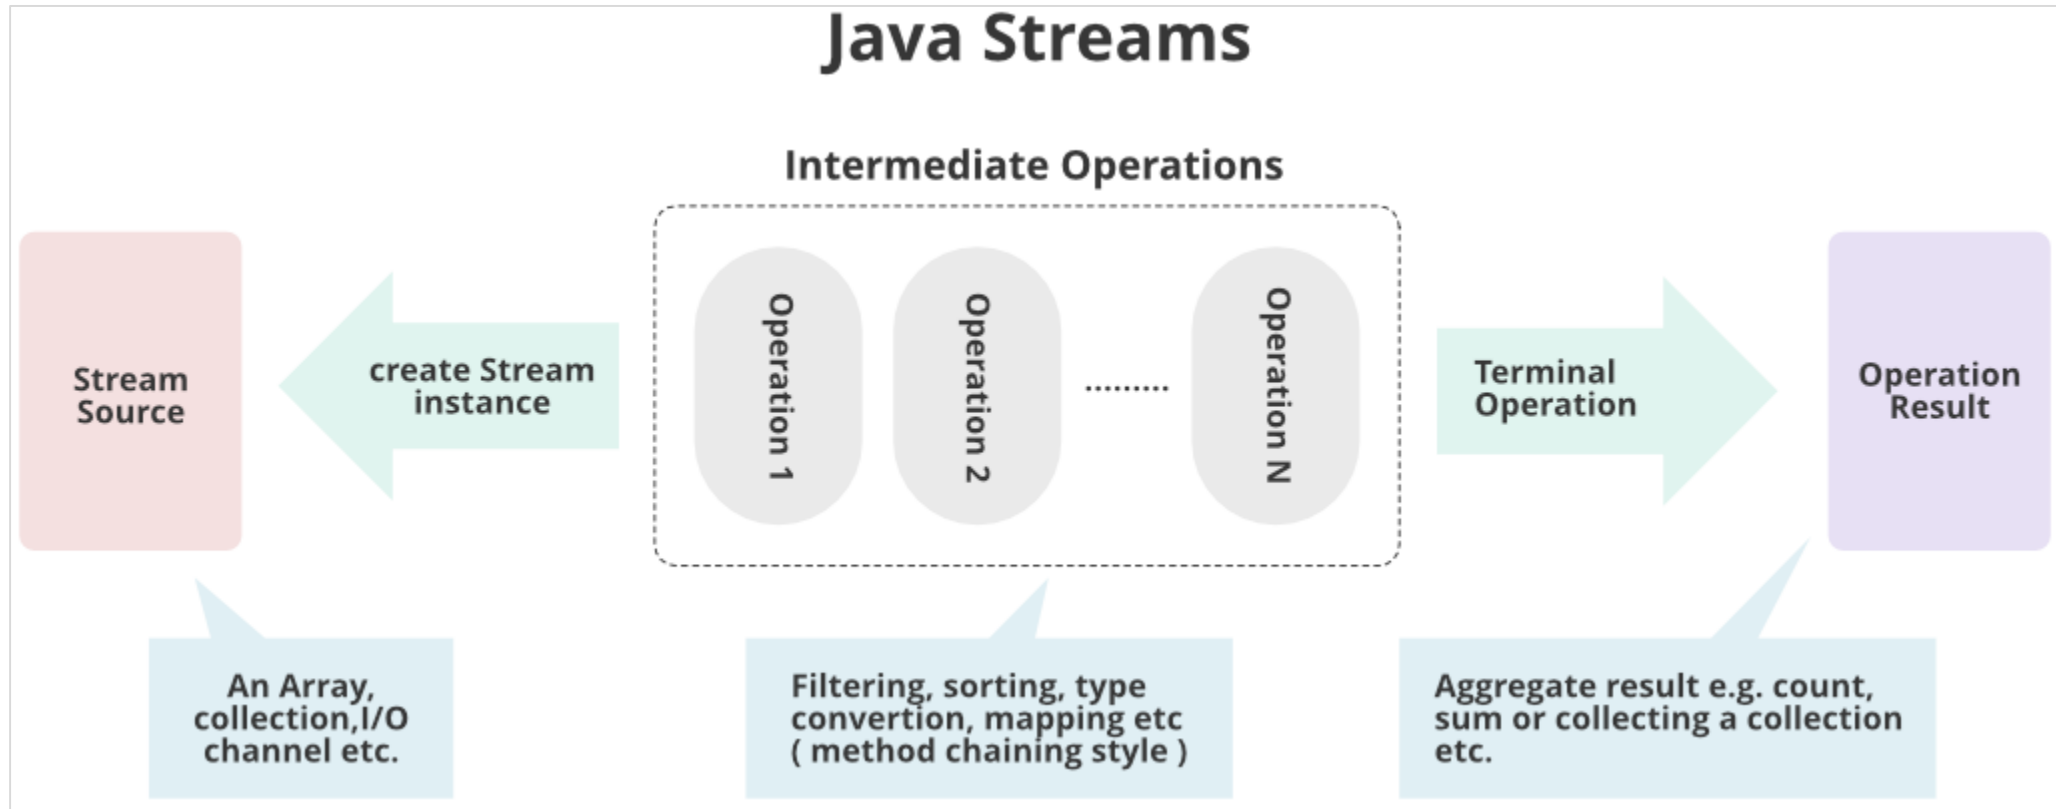 Java Streams
Intermediate Operations
Stream
Source
create Stream
instance
Operation 1
Operation 2
.........
Operation N
Terminal
Operation
Operation
Result
An Array,
collection,I/O
channel etc.
Filtering, sorting, type
convertion, mapping etc
( method chaining style )
Aggregate result e.g. count,
sum or collecting a collection
etc.